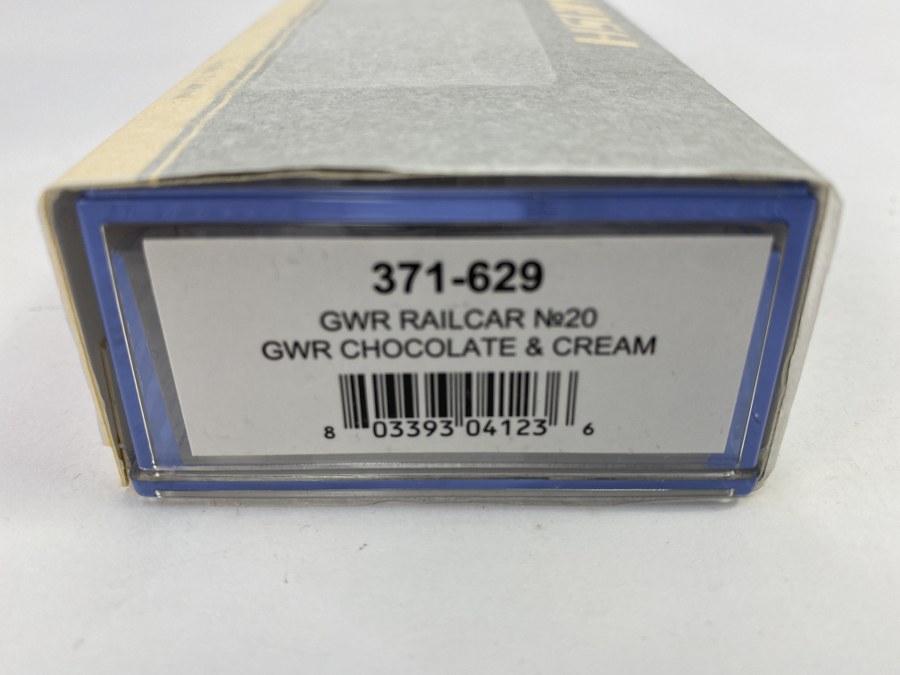 371-629
GWR RAILCAR №20
GWR CHOCOLATE & CREAM
8 03393 04123 6